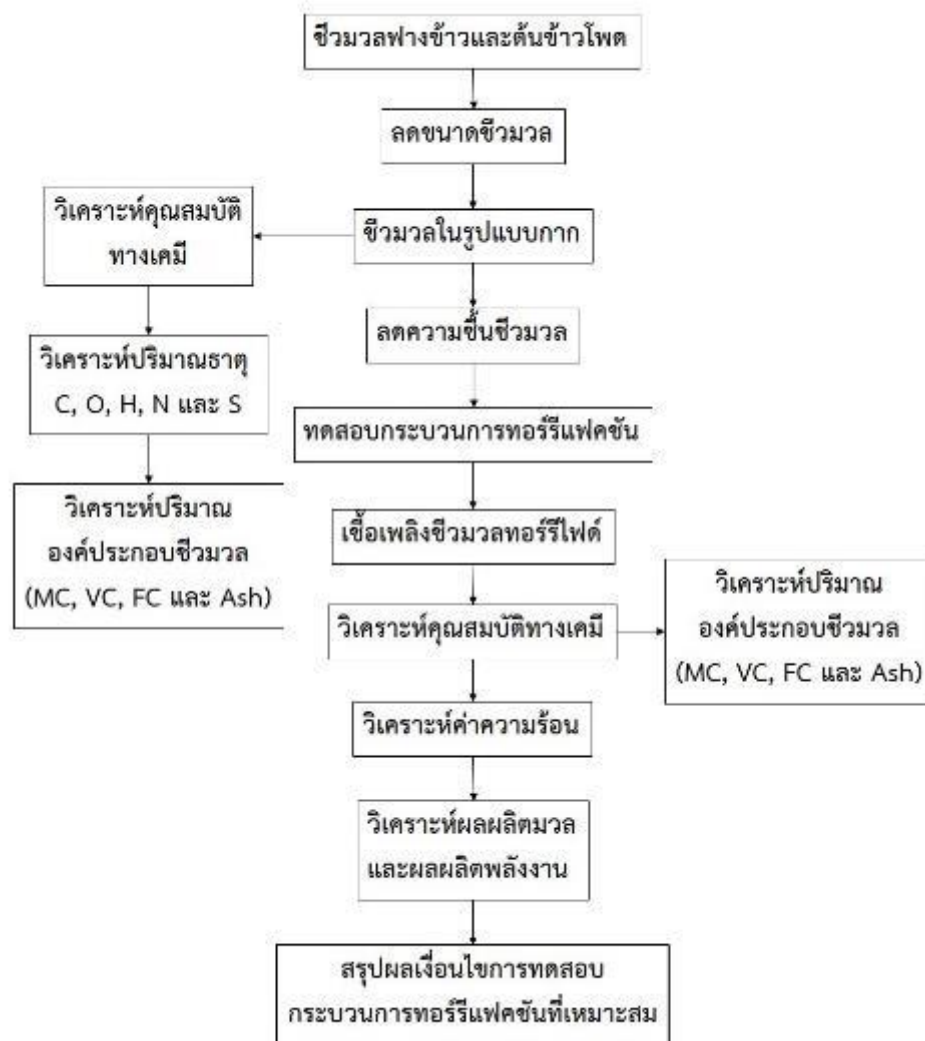 ชีวมวลฟางข้าวและต้นข้าวโพด
ลดขนาดชีวมวล
ชีวมวลในรูปแบบกาก
วิเคราะห์คุณสมบัติ
ทางเคมี
วิเคราะห์ปริมาณธาตุ
C, O, H, N และ S
วิเคราะห์ปริมาณ
องค์ประกอบชีวมวล
(MC, VC, FC และ Ash)
ลดความชื้นชีวมวล
ทดสอบกระบวนการทอร์รีแฟคชัน
เชื้อเพลิงชีวมวลทอร์รีไฟด์
วิเคราะห์คุณสมบัติทางเคมี
วิเคราะห์ปริมาณ
องค์ประกอบชีวมวล
(MC, VC, FC และ Ash)
วิเคราะห์ค่าความร้อน
วิเคราะห์ผลผลิตมวล
และผลผลิตพลังงาน
สรุปผลเงื่อนไขการทดสอบ
กระบวนการทอร์รีแฟคชันที่เหมาะสม